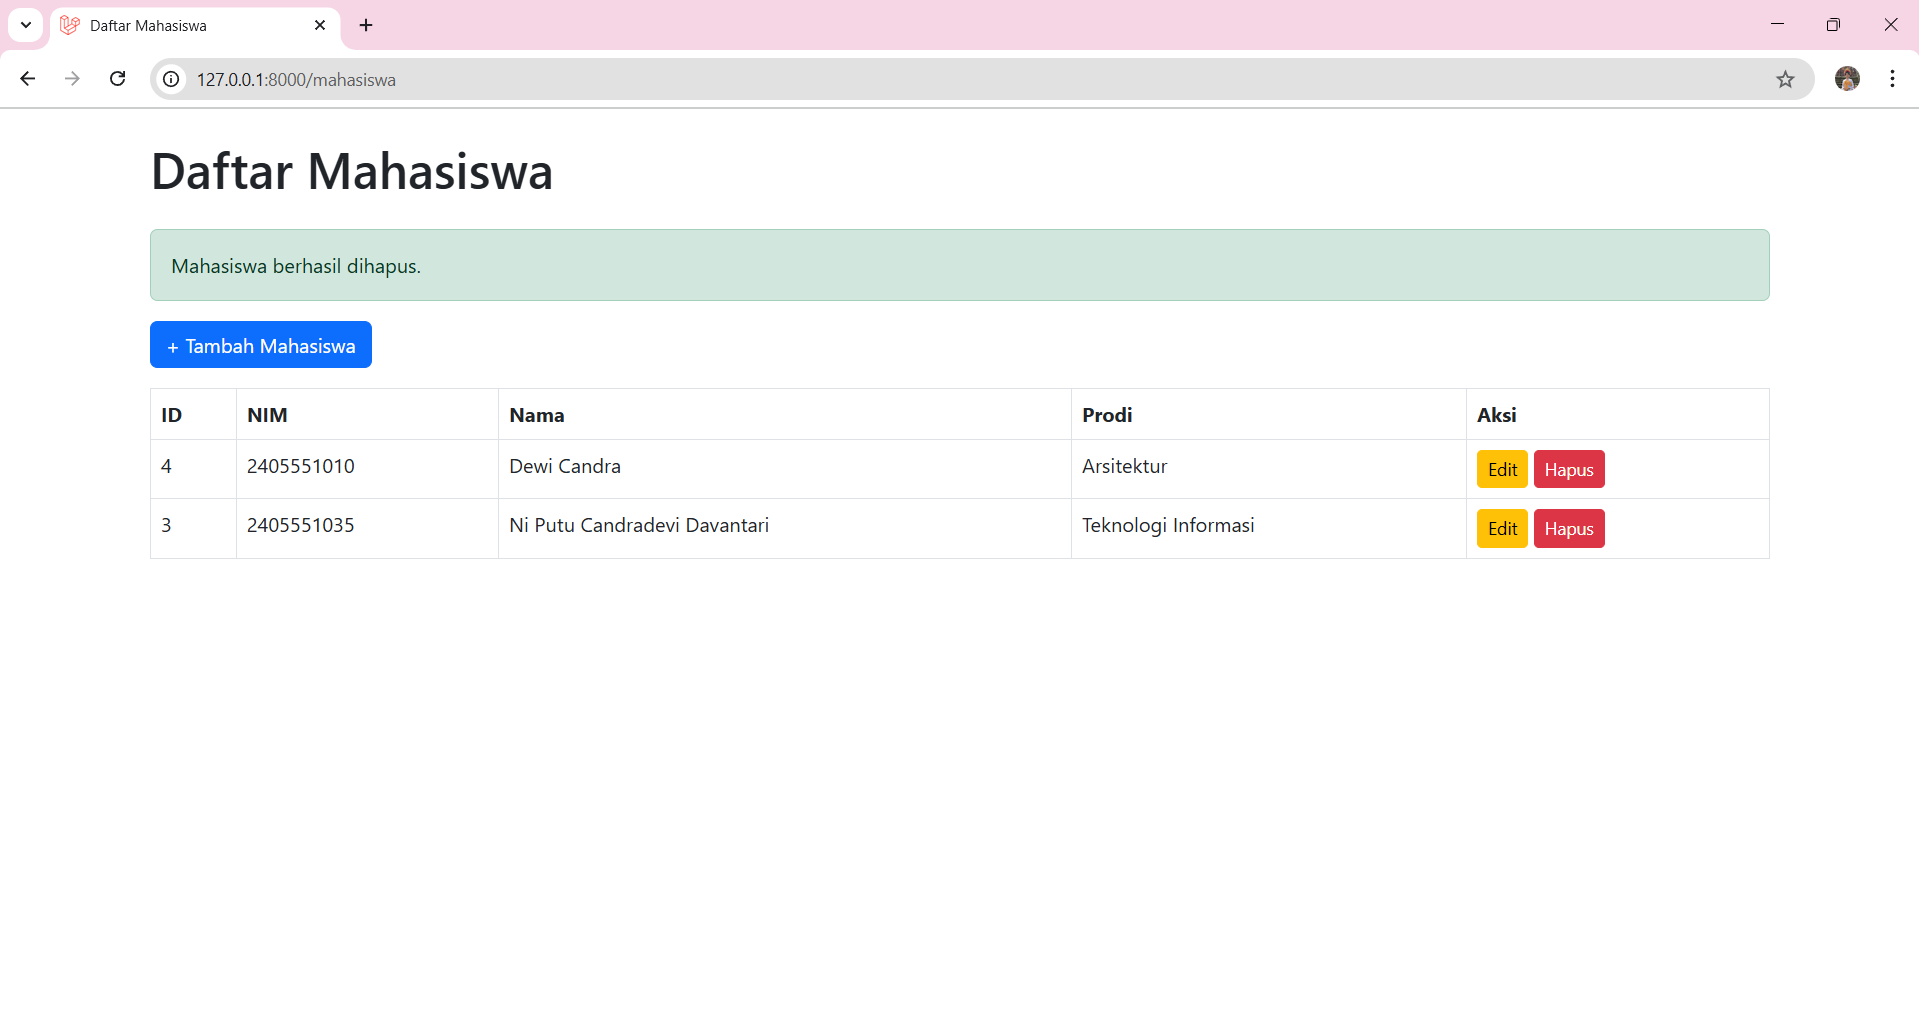 Daftar Mahasiswa
127.0.0.1:8000/mahasiswa
Daftar Mahasiswa
Mahasiswa berhasil dihapus.
+ Tambah Mahasiswa
ID NIM Nama Prodi Aksi
4 2405551010 Dewi Candra Arsitektur Edit Hapus
3 2405551035 Ni Putu Candradevi Davantari Teknologi Informasi Edit Hapus